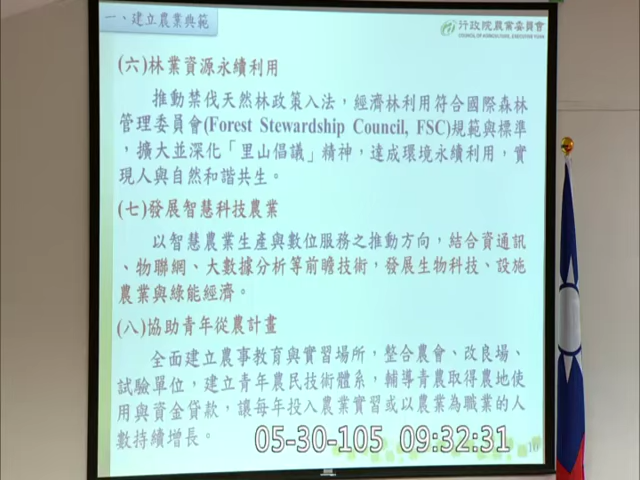 一、建立農業典範
行政院農業委員會
COUNCIL OF AGRICULTURE, EXECUTIVE YUAN
(六)林業資源永續利用
推動禁伐天然林政策入法，經濟林利用符合國際森林
管理委員會(Forest Stewardship Council, FSC)規範與標準
，擴大並深化「里山倡議」精神，達成環境永續利用，實
現人與自然和諧共生。
(七)發展智慧科技農業
以智慧農業生產與數位服務之推動方向，結合資通訊
、物聯網、大數據分析等前瞻技術，發展生物科技、設施
農業與綠能經濟。
(八)協助青年從農計畫
全面建立農事教育與實習場所，整合農會、改良場、
試驗單位，建立青年農民技術體系，輔導青農取得農地使
用與資金貸款，讓每年投入農業實習或以農業為職業的人
數持續增長。
05-30-105 09:32:31
10